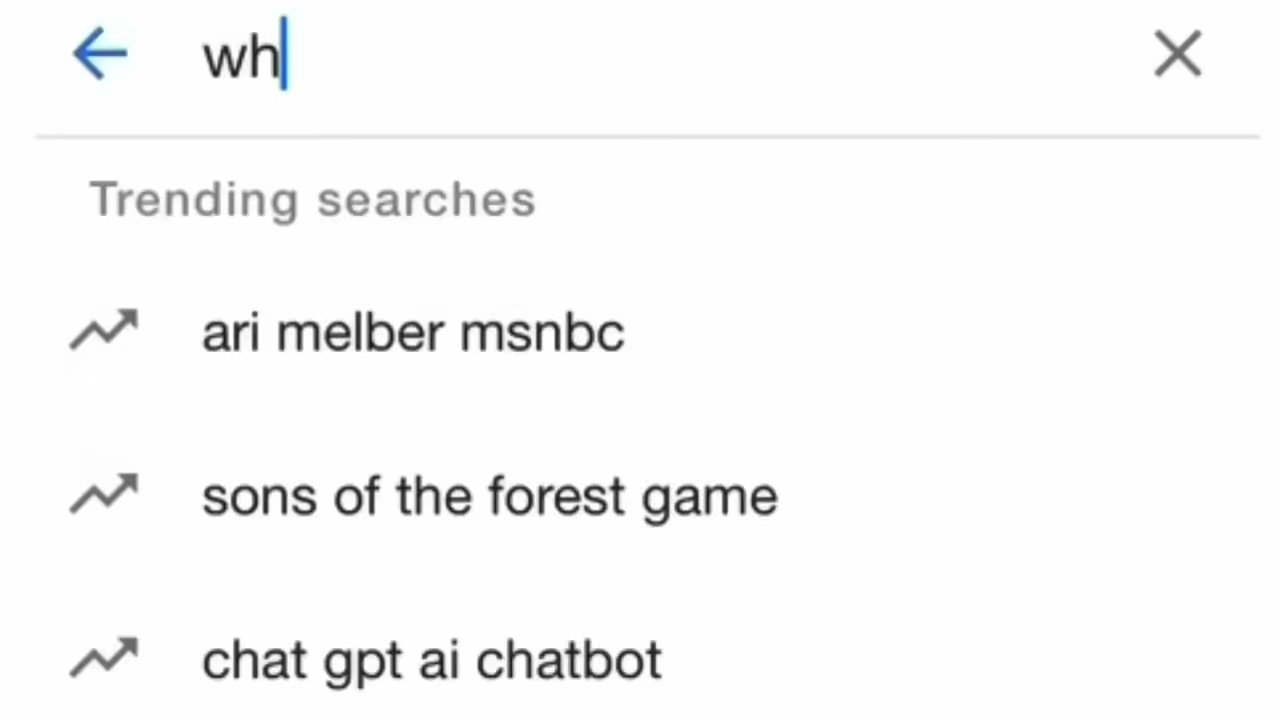 wh
Trending searches
ari melber msnbc
sons of the forest game
chat gpt ai chatbot